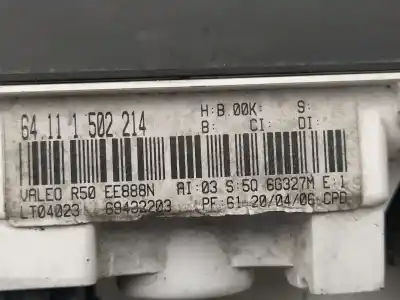 64.11 1 502 214
H:B.00K: S:
B: CI: DI:
VALEO R50 EE888N AI:03 S:5Q 6G327M E:1
LT04023 69432203 PF:61 20/04/06 CPD